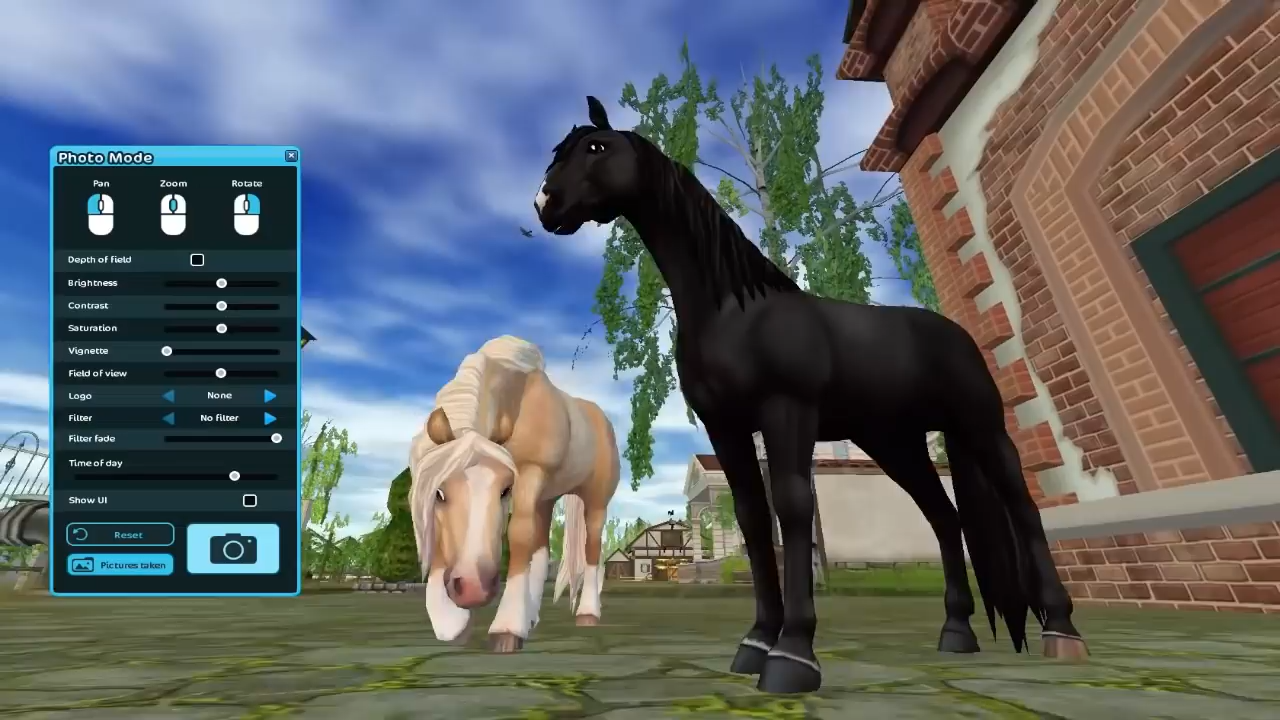 Photo Mode
Pan Zoom Rotate
Depth of field
Brightness
Contrast
Saturation
Vignette
Field of view
Logo None
Filter No filter
Filter fade
Time of day
Show UI
Reset
Pictures taken